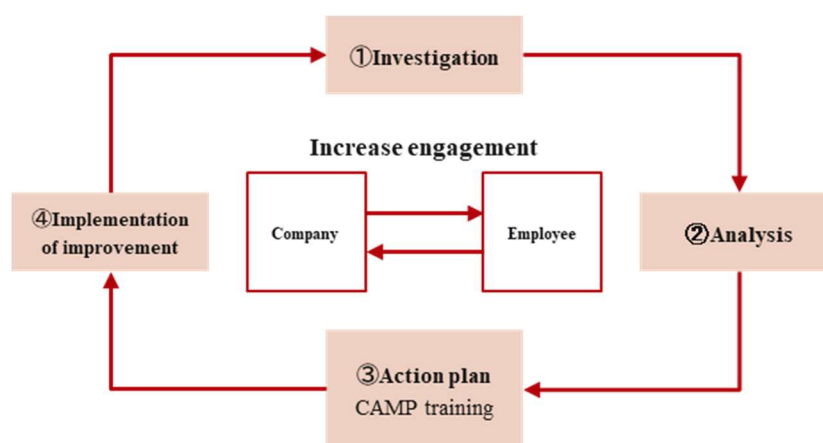 ①Investigation
Increase engagement
Company
Employee
②Analysis
③Action plan
CAMP training
④Implementation
of improvement